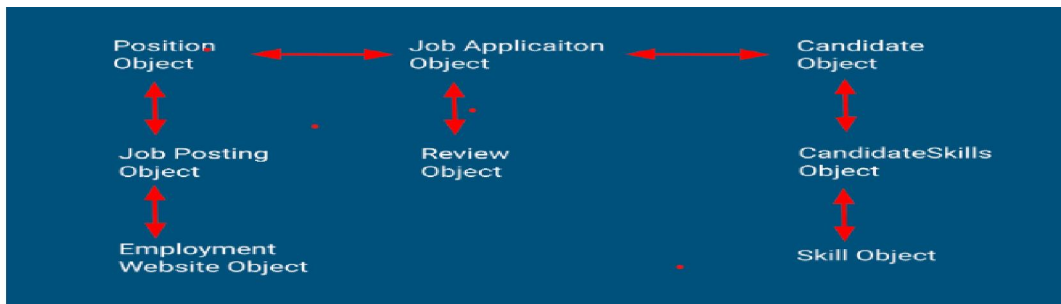 Position
Object
Job Applicaiton
Object
Candidate
Object
Job Posting
Object
Review
Object
CandidateSkills
Object
Employment
Website Object
Skill Object